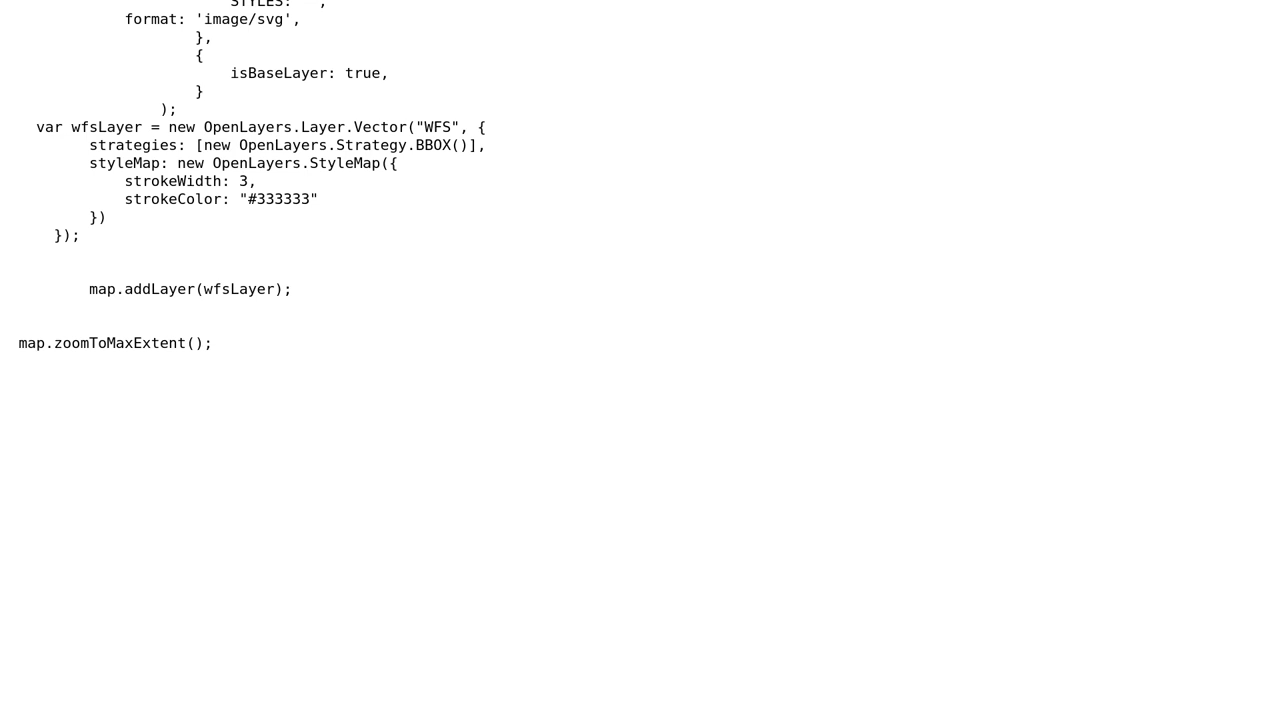 format: 'image/svg',
},
{
isBaseLayer: true,
}
);
var wfsLayer = new OpenLayers.Layer.Vector("WFS", {
strategies: [new OpenLayers.Strategy.BBOX()],
styleMap: new OpenLayers.StyleMap({
strokeWidth: 3,
strokeColor: "#333333"
})
});
map.addLayer(wfsLayer);
map.zoomToMaxExtent();